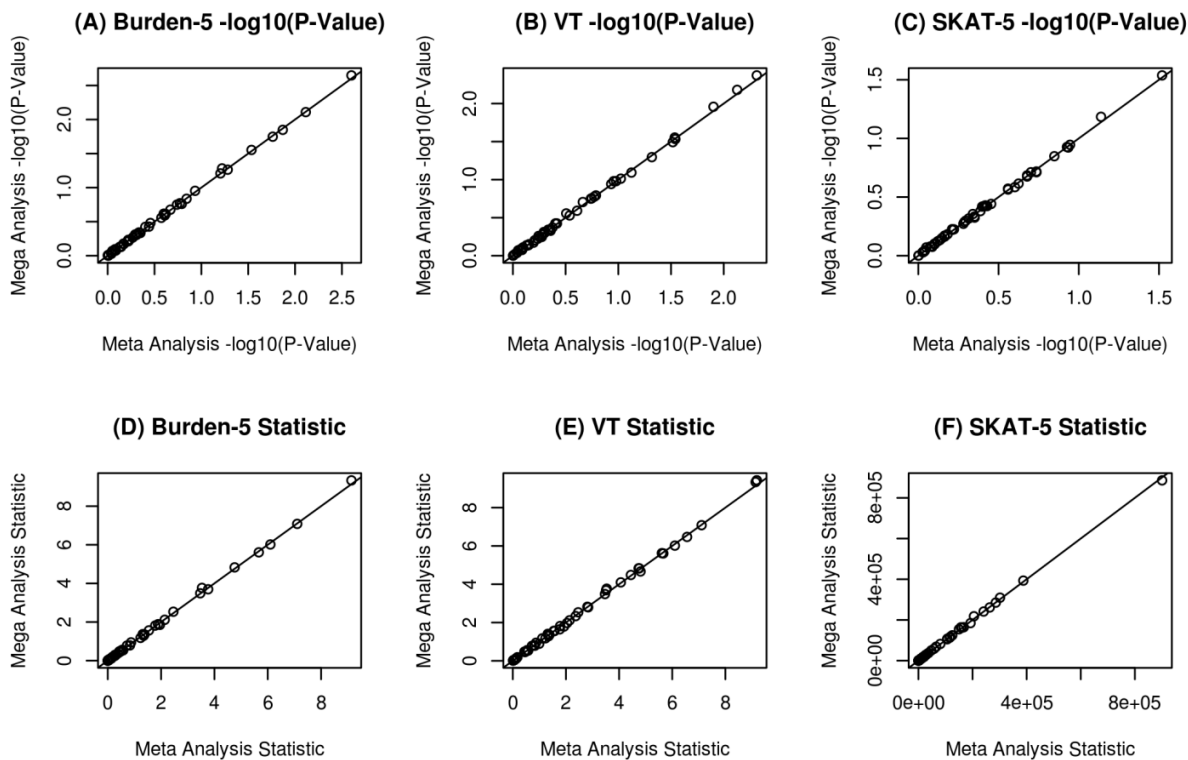 (A) Burden-5 -log10(P-Value)
Mega Analysis -log10(P-Value)
0.0 1.0 2.0
0.0 0.5 1.0 1.5 2.0 2.5
Meta Analysis -log10(P-Value)
(B) VT -log10(P-Value)
Mega Analysis -log10(P-Value)
0.0 1.0 2.0
0.0 0.5 1.0 1.5 2.0
Meta Analysis -log10(P-Value)
(C) SKAT-5 -log10(P-Value)
Mega Analysis -log10(P-Value)
0.0 0.5 1.0 1.5
0.0 0.5 1.0 1.5
Meta Analysis -log10(P-Value)
(D) Burden-5 Statistic
Mega Analysis Statistic
0 2 4 6 8
0 2 4 6 8
Meta Analysis Statistic
(E) VT Statistic
Mega Analysis Statistic
0 2 4 6 8
0 2 4 6 8
Meta Analysis Statistic
(F) SKAT-5 Statistic
Mega Analysis Statistic
0e+00 4e+05 8e+05
0e+00 4e+05 8e+05
Meta Analysis Statistic